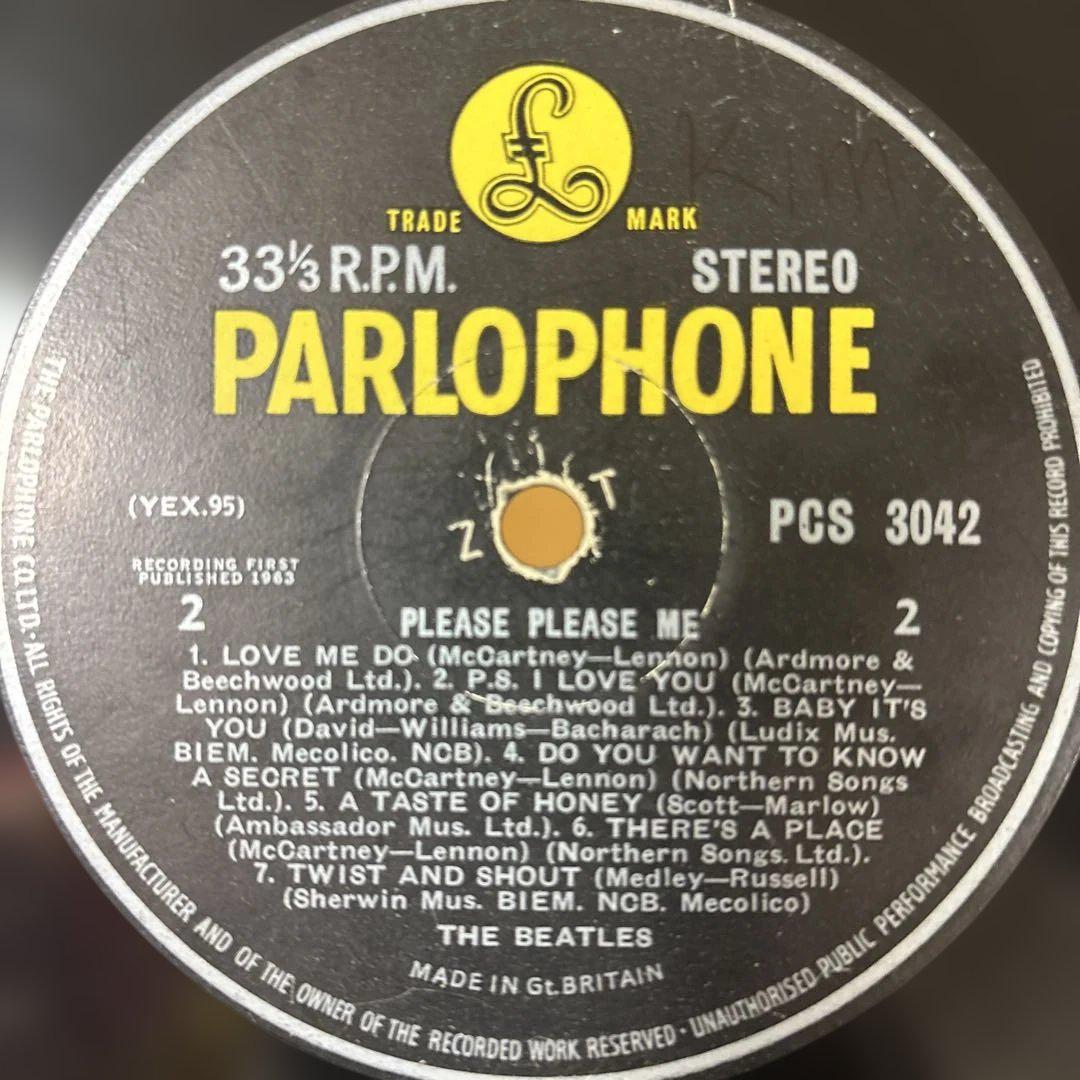 £
Kim
TRADE MARK
33⅓ R.P.M. STEREO
PARLOPHONE
Z T
(YEX.95) PCS 3042
RECORDING FIRST
PUBLISHED 1963
2 PLEASE PLEASE ME 2
1. LOVE ME DO (McCartney—Lennon) (Ardmore &
Beechwood Ltd.). 2. P.S. I LOVE YOU (McCartney—
Lennon) (Ardmore & Beechwood Ltd.). 3. BABY IT'S
YOU (David—Williams—Bacharach) (Ludix Mus.
BIEM. Mecolico. NCB). 4. DO YOU WANT TO KNOW
A SECRET (McCartney—Lennon) (Northern Songs
Ltd.). 5. A TASTE OF HONEY (Scott—Marlow)
(Ambassador Mus. Ltd.). 6. THERE'S A PLACE
(McCartney—Lennon) (Northern Songs. Ltd.).
7. TWIST AND SHOUT (Medley—Russell)
(Sherwin Mus. BIEM. NCB. Mecolico)
THE BEATLES
MADE IN Gt. BRITAIN
THE PARLOPHONE CO. LTD. · ALL RIGHTS OF THE MANUFACTURER AND OF THE OWNER OF THE RECORDED WORK RESERVED · UNAUTHORISED PUBLIC PERFORMANCE BROADCASTING AND COPYING OF THIS RECORD PROHIBITED